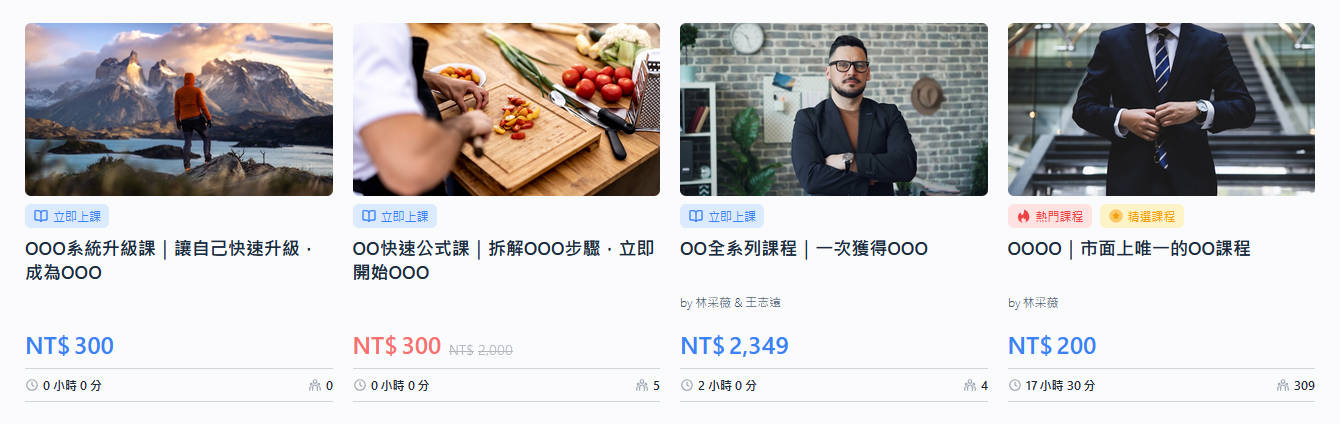 立即上課
OOO系統升級課｜讓自己快速升級．
成為OOO
NT$ 300
0 小時 0 分
0
立即上課
OO快速公式課｜拆解OOO步驟．立即
開始OOO
NT$ 300 NT$ 2,000
0 小時 0 分
5
立即上課
OO全系列課程｜一次獲得OOO
by 林采薇 & 王志遠
NT$ 2,349
2 小時 0 分
4
熱門課程 精選課程
OOOO｜市面上唯一的OO課程
by 林采薇
NT$ 200
17 小時 30 分
309